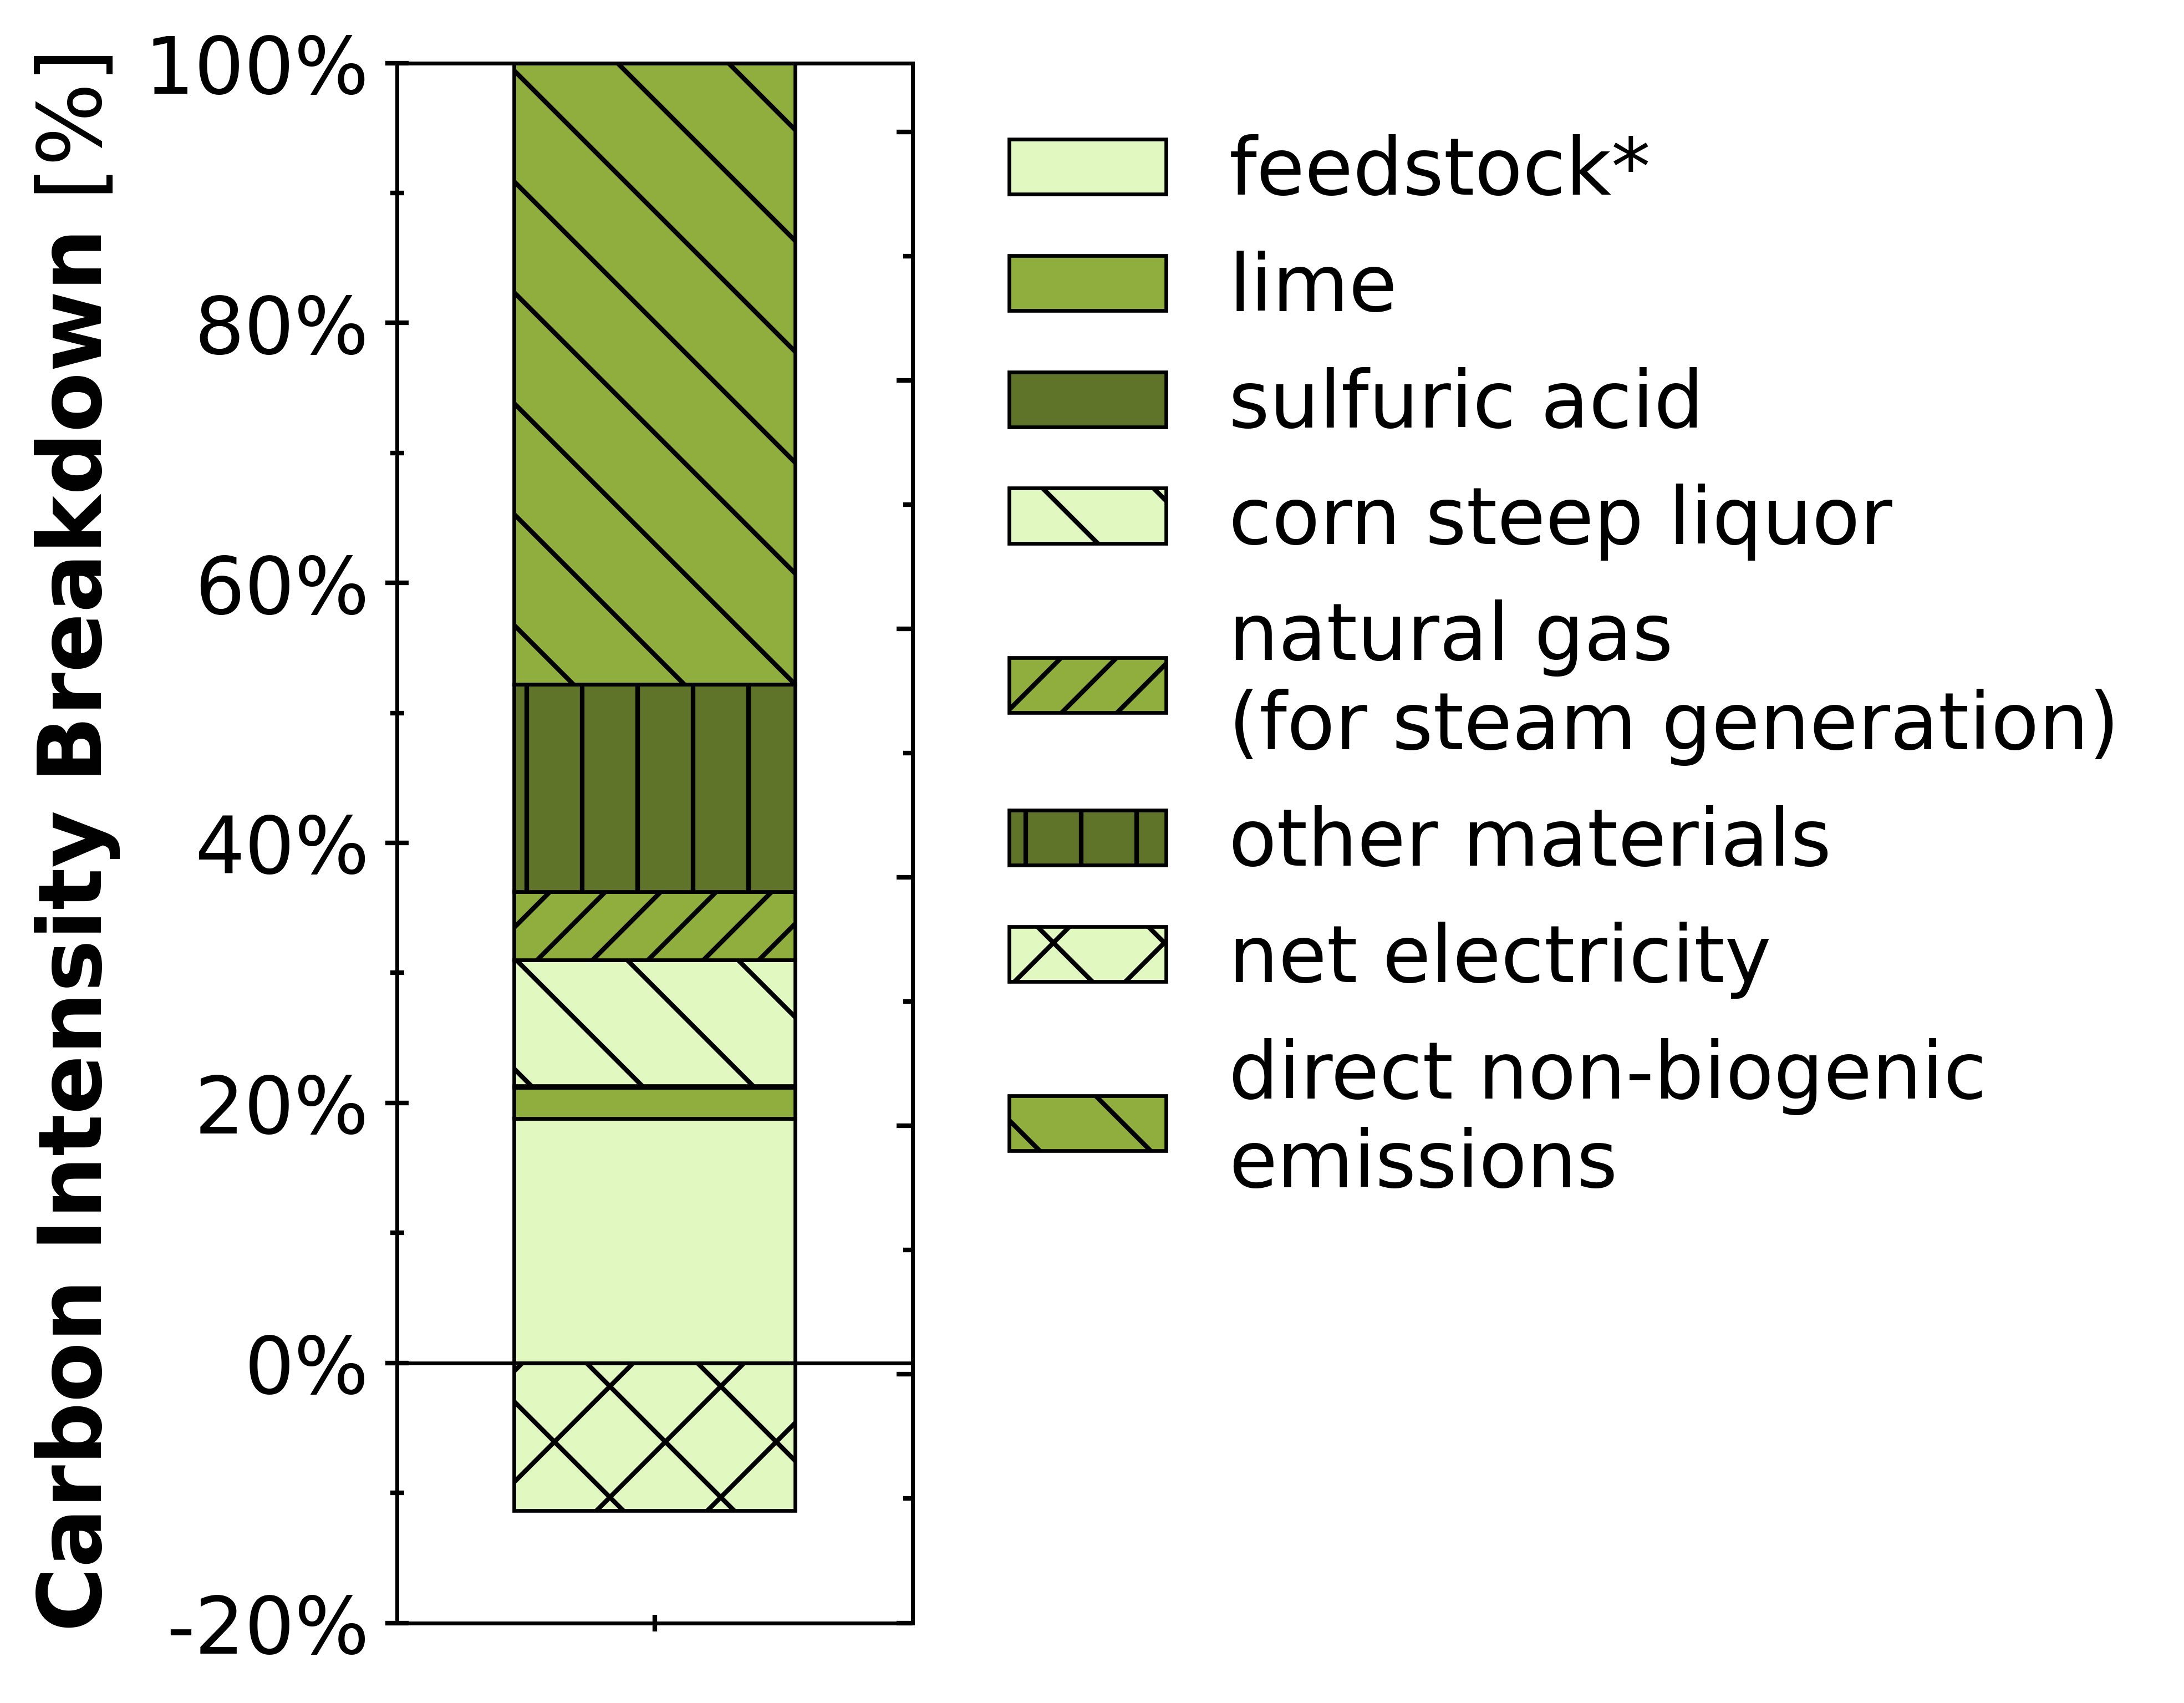 Carbon Intensity Breakdown [%]
100%
80%
60%
40%
20%
0%
-20%
feedstock*
lime
sulfuric acid
corn steep liquor
natural gas
(for steam generation)
other materials
net electricity
direct non-biogenic
emissions